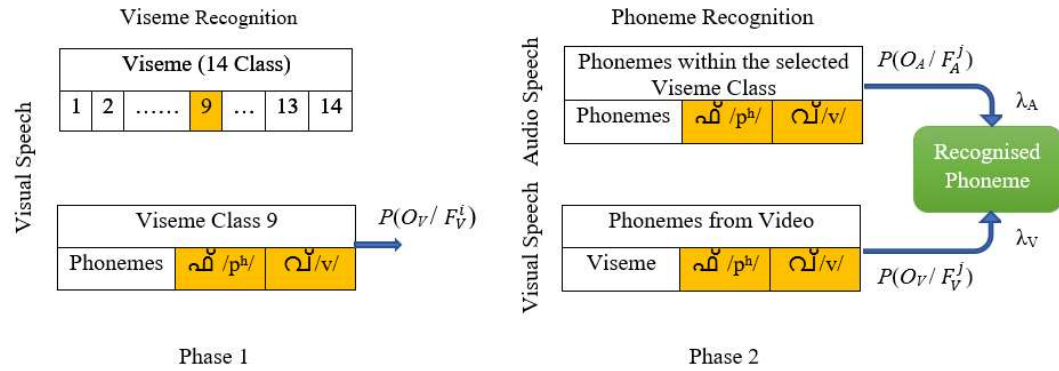 Viseme Recognition
Visual Speech
Viseme (14 Class)
1 2 …… 9 … 13 14
Viseme Class 9
Phonemes ഫ് /pʰ/ വ് /v/
P(O_V / F_V^i)
Phase 1
Phoneme Recognition
Audio Speech
Phonemes within the selected
Viseme Class
Phonemes ഫ് /pʰ/ വ് /v/
P(O_A / F_A^j)
λ_A
Recognised
Phoneme
Visual Speech
Phonemes from Video
Viseme ഫ് /pʰ/ വ് /v/
λ_V
P(O_V / F_V^j)
Phase 2